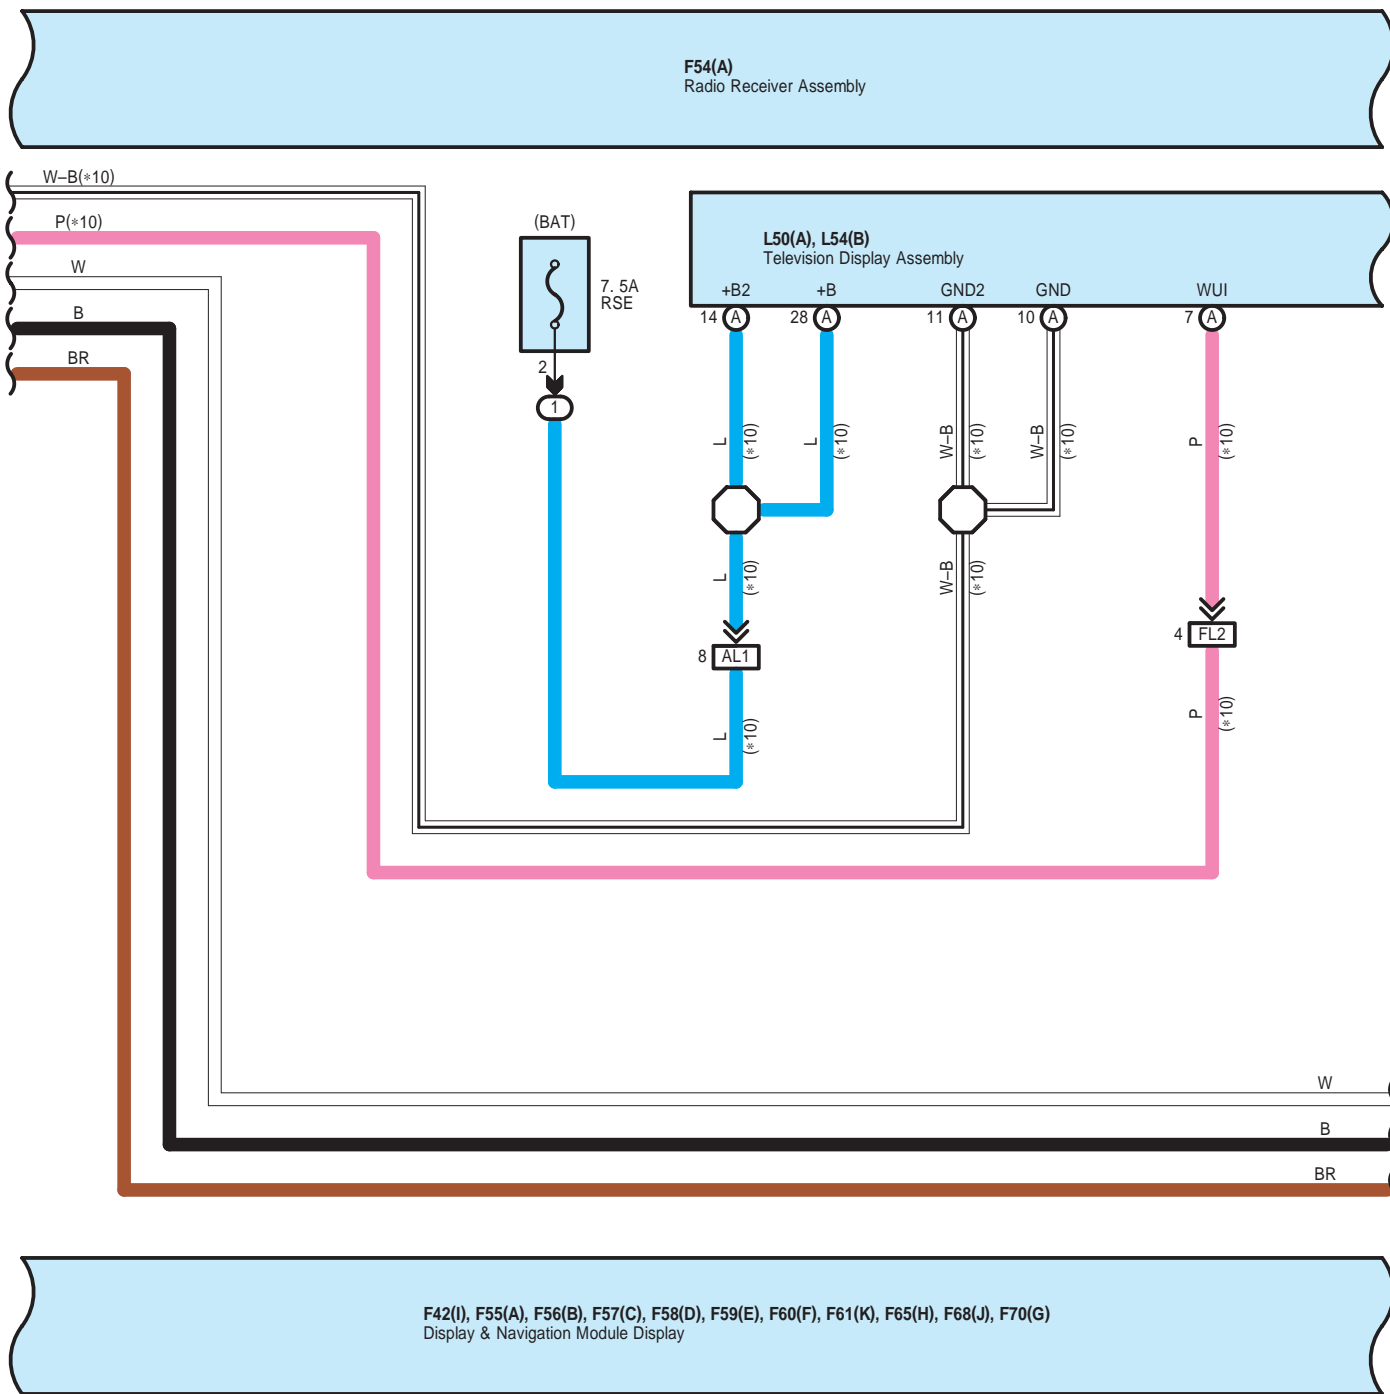 F54(A)
Radio Receiver Assembly
W–B(*10)
P(*10)
W
B
BR
(BAT)
7. 5A
RSE
2
1
L50(A), L54(B)
Television Display Assembly
+B2
+B
GND2
GND
WUI
14 A
28 A
11 A
10 A
7 A
L
(*10)
L
(*10)
W–B
(*10)
W–B
(*10)
P
(*10)
L
(*10)
W–B
(*10)
4 FL2
8 AL1
L
(*10)
P
(*10)
W
B
BR
F42(I), F55(A), F56(B), F57(C), F58(D), F59(E), F60(F), F61(K), F65(H), F68(J), F70(G)
Display & Navigation Module Display